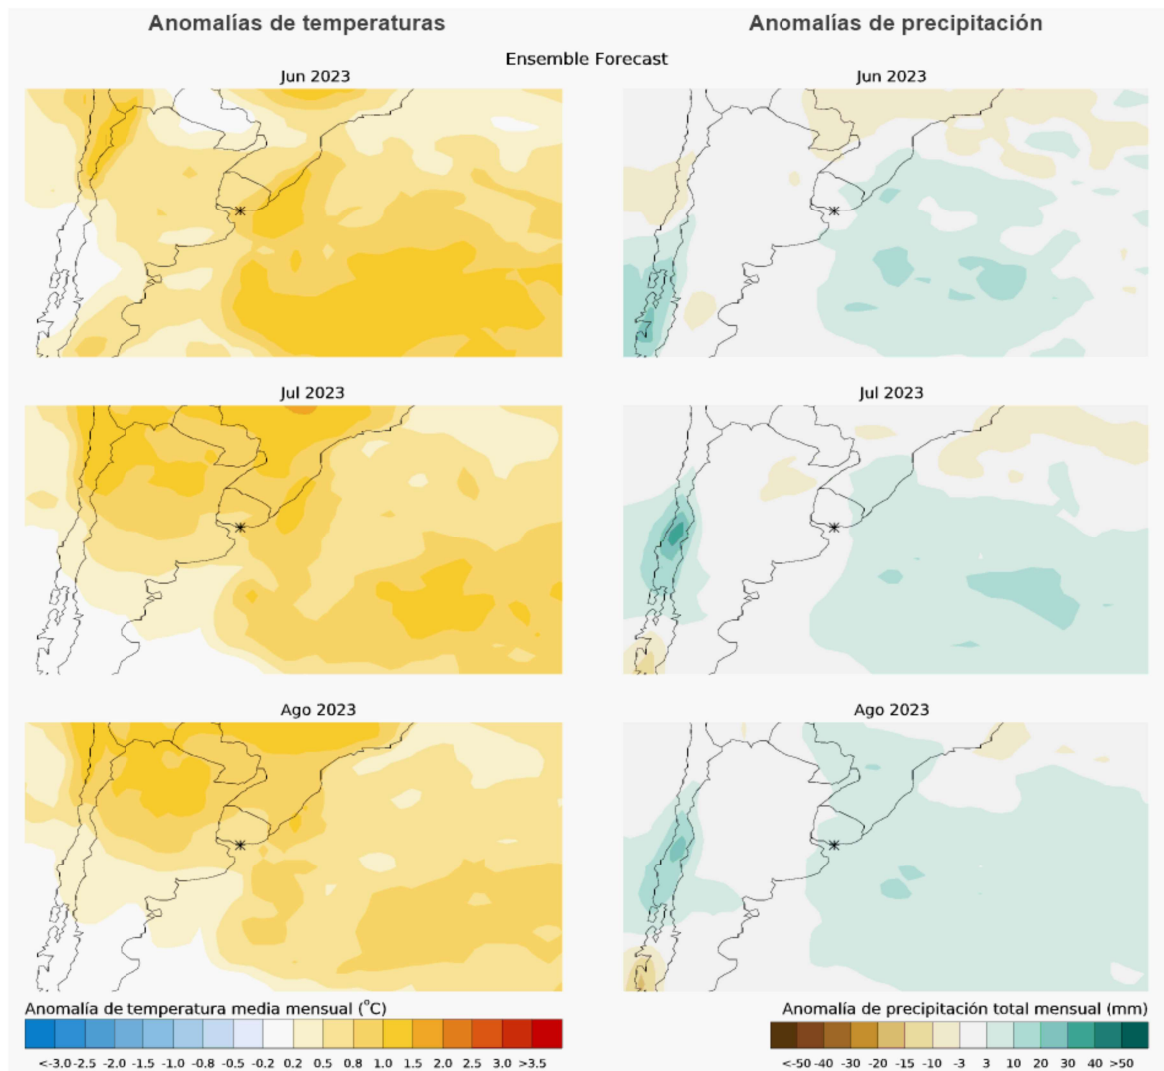 Anomalías de temperaturas
Anomalías de precipitación
Ensemble Forecast
Jun 2023
Jun 2023
Jul 2023
Jul 2023
Ago 2023
Ago 2023
Anomalía de temperatura media mensual (°C)
<-3.0 -2.5 -2.0 -1.5 -1.0 -0.8 -0.5 -0.2 0.2 0.5 0.8 1.0 1.5 2.0 2.5 3.0 >3.5
Anomalía de precipitación total mensual (mm)
<-50 -40 -30 -20 -15 -10 -3 3 10 20 30 40 >50